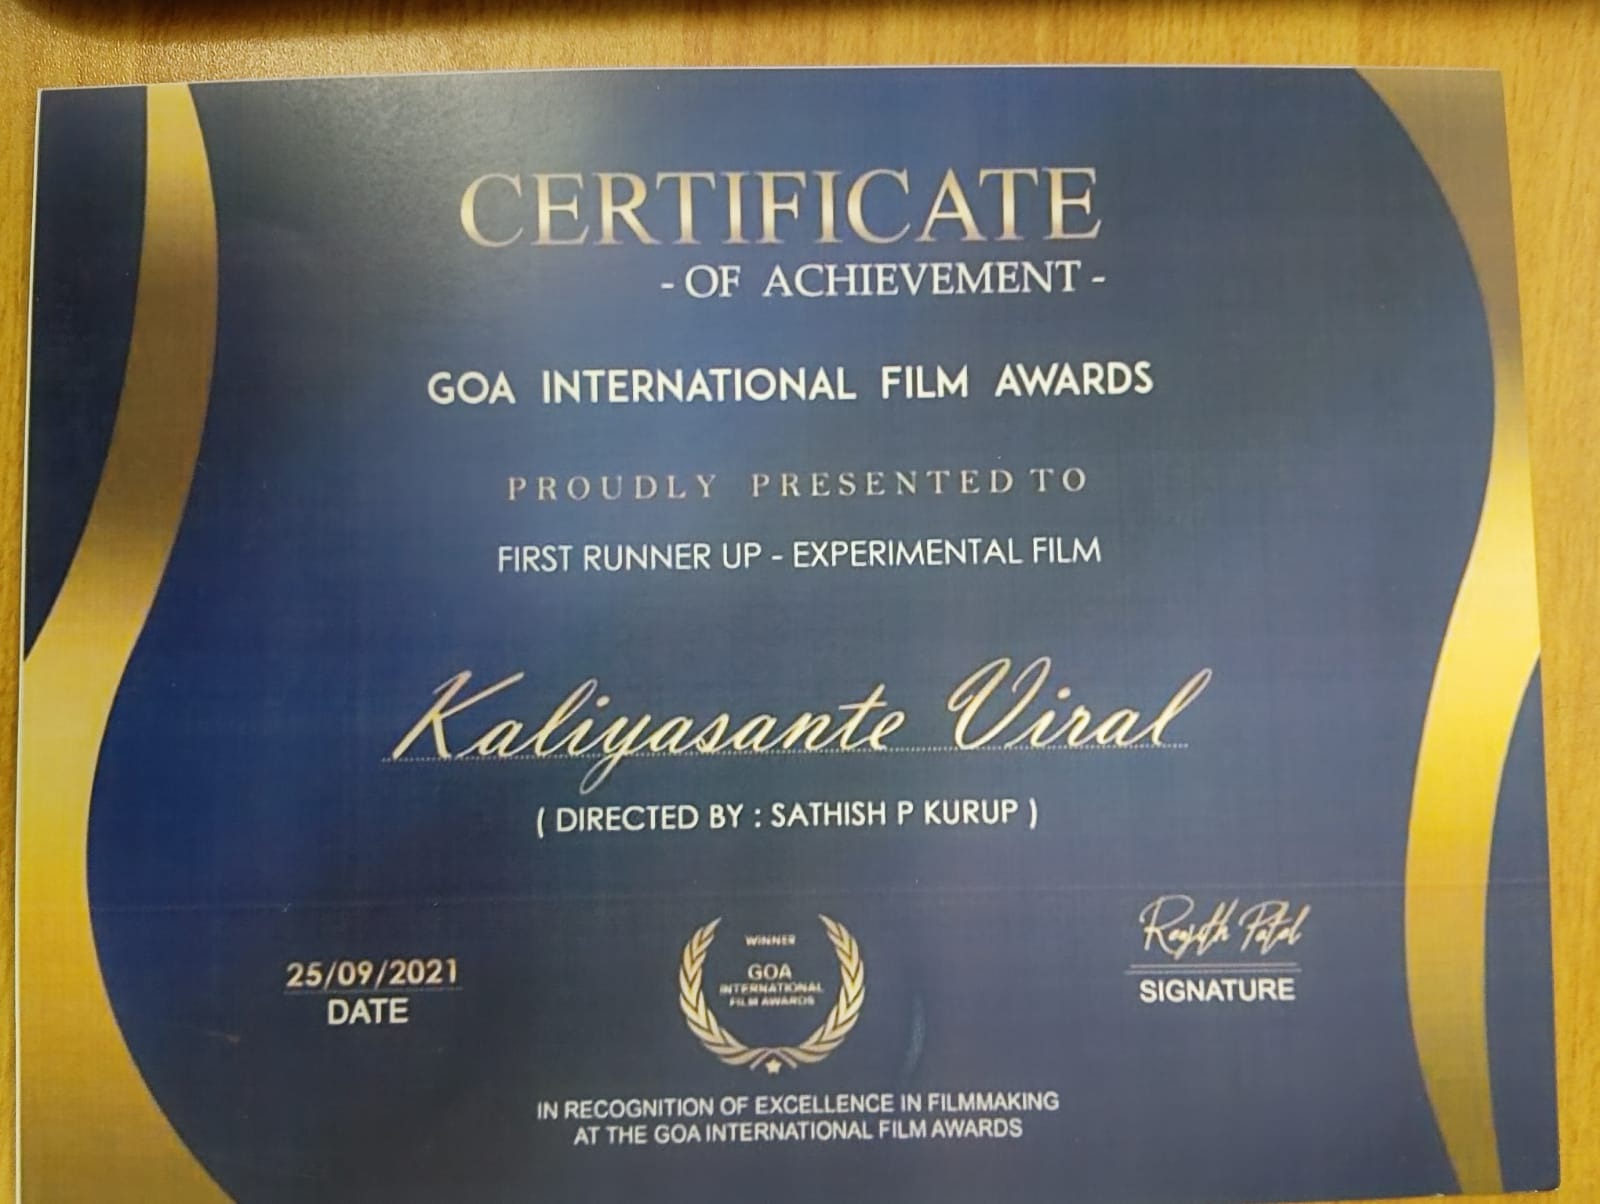 CERTIFICATE
- OF ACHIEVEMENT -
GOA INTERNATIONAL FILM AWARDS
PROUDLY PRESENTED TO
FIRST RUNNER UP - EXPERIMENTAL FILM
Kaliyasante Viral
( DIRECTED BY : SATHISH P KURUP )
25/09/2021
DATE
WINNER
GOA
INTERNATIONAL
FILM AWARDS
Patel
SIGNATURE
IN RECOGNITION OF EXCELLENCE IN FILMMAKING
AT THE GOA INTERNATIONAL FILM AWARDS